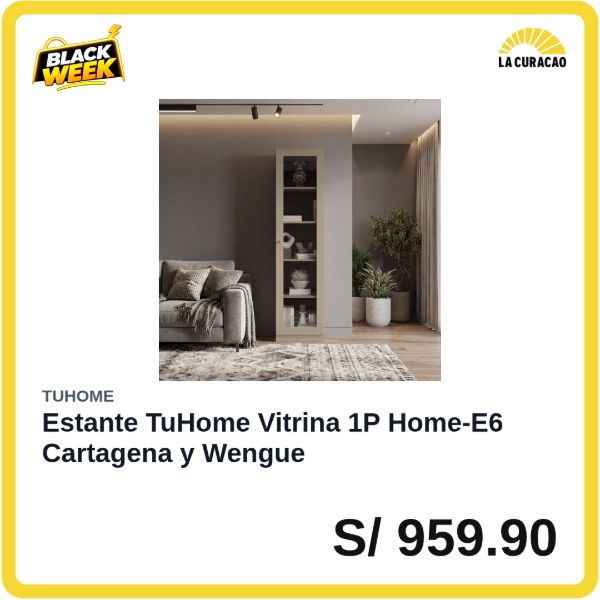 BLACK
WEEK
LA CURACAO
TUHOME
Estante TuHome Vitrina 1P Home-E6
Cartagena y Wengue
S/ 959.90